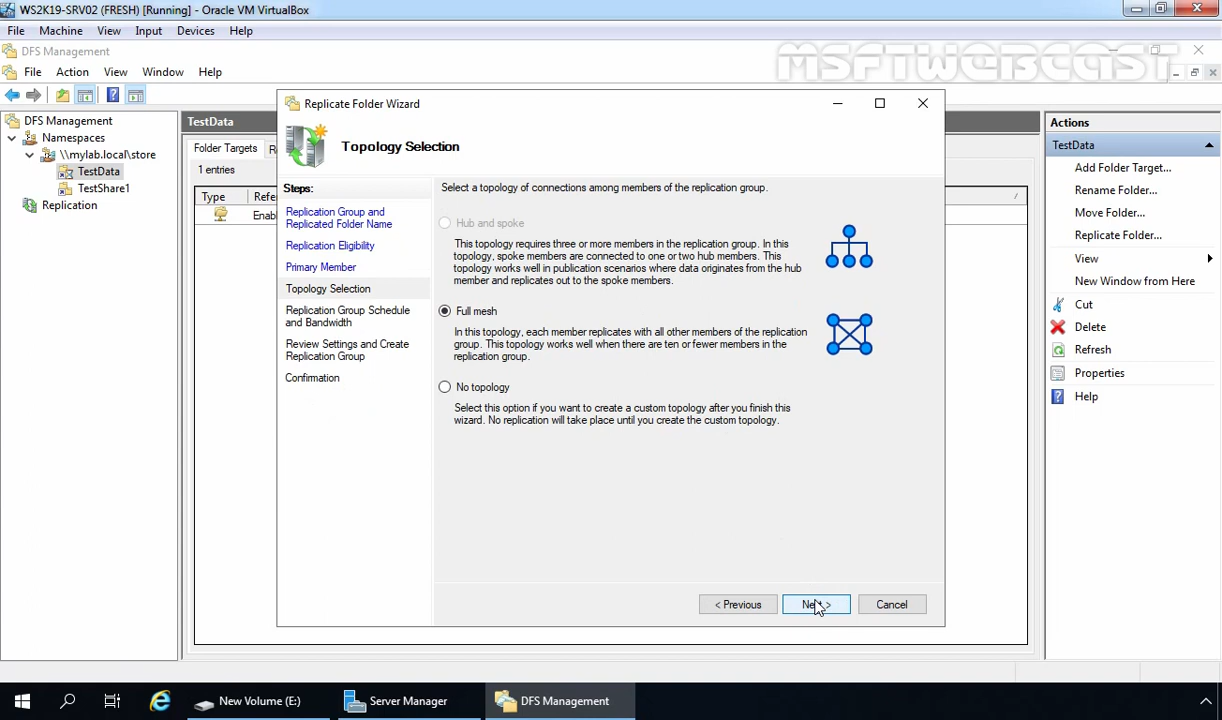 WS2K19-SRV02 (FRESH) [Running] - Oracle VM VirtualBox
File Machine View Input Devices Help
MSFTWEBCAST
DFS Management
File Action View Window Help
DFS Management
Namespaces
\\mylab.local\store
TestData
TestShare1
Replication
TestData
Folder Targets
1 entries
Type
Enabl
Replicate Folder Wizard
Topology Selection
Steps:
Replication Group and
Replicated Folder Name
Replication Eligibility
Primary Member
Topology Selection
Replication Group Schedule
and Bandwidth
Review Settings and Create
Replication Group
Confirmation
Select a topology of connections among members of the replication group.
Hub and spoke
This topology requires three or more members in the replication group. In this
topology, spoke members are connected to one or two hub members. This
topology works well in publication scenarios where data originates from the hub
member and replicates out to the spoke members.
Full mesh
In this topology, each member replicates with all other members of the replication
group. This topology works well when there are ten or fewer members in the
replication group.
No topology
Select this option if you want to create a custom topology after you finish this
wizard. No replication will take place until you create the custom topology.
< Previous
Next >
Cancel
Actions
TestData
Add Folder Target...
Rename Folder...
Move Folder...
Replicate Folder...
View
New Window from Here
Cut
Delete
Refresh
Properties
Help
New Volume (E:)
Server Manager
DFS Management